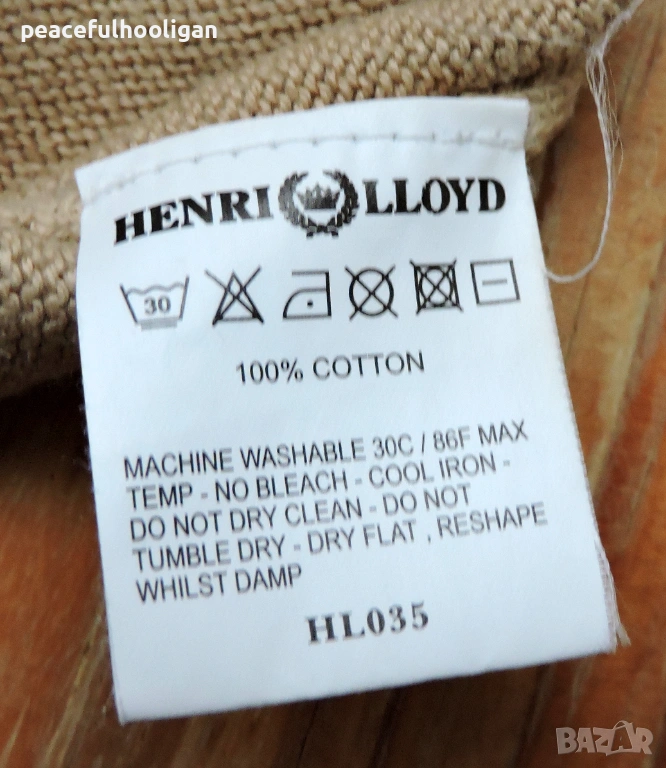 peacefulhooligan
HENRI LLOYD
30
100% COTTON
MACHINE WASHABLE 30C / 86F MAX
TEMP - NO BLEACH - COOL IRON -
DO NOT DRY CLEAN - DO NOT
TUMBLE DRY - DRY FLAT , RESHAPE
WHILST DAMP
HL035
BAZAR